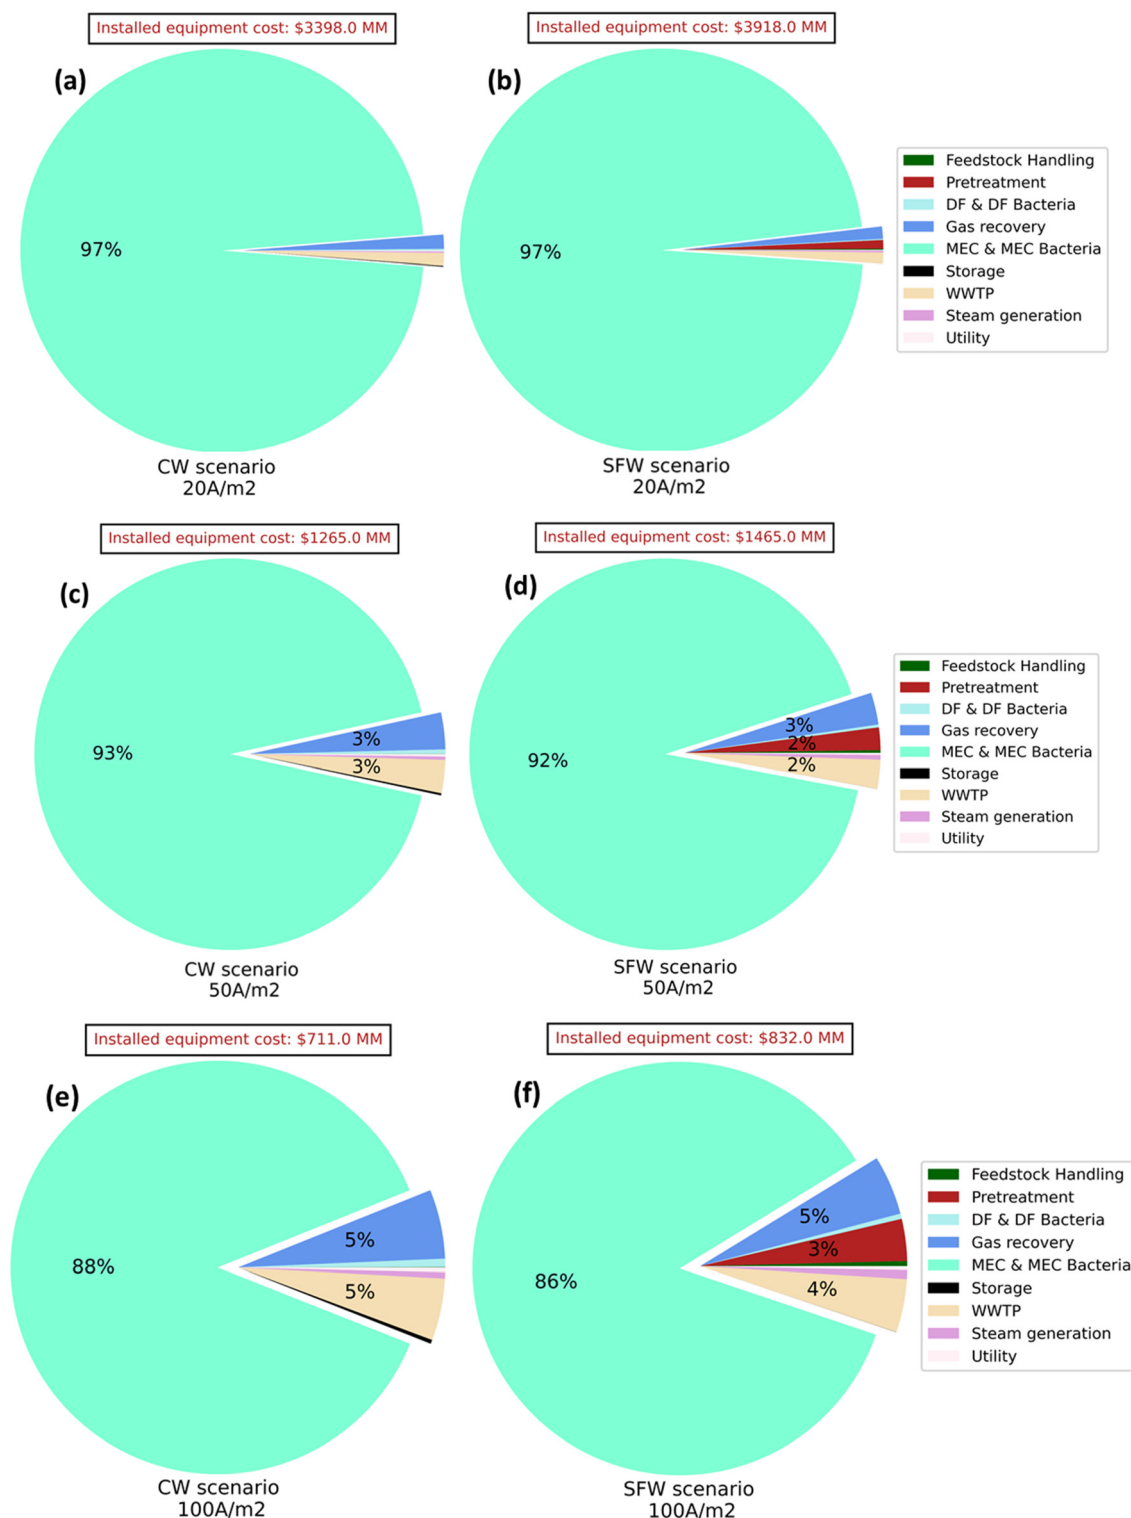 Installed equipment cost: $3398.0 MM
(a)
97%
CW scenario
20A/m2
Installed equipment cost: $3918.0 MM
(b)
97%
SFW scenario
20A/m2
Feedstock Handling
Pretreatment
DF & DF Bacteria
Gas recovery
MEC & MEC Bacteria
Storage
WWTP
Steam generation
Utility
Installed equipment cost: $1265.0 MM
(c)
93%
3%
3%
CW scenario
50A/m2
Installed equipment cost: $1465.0 MM
(d)
92%
3%
2%
2%
SFW scenario
50A/m2
Feedstock Handling
Pretreatment
DF & DF Bacteria
Gas recovery
MEC & MEC Bacteria
Storage
WWTP
Steam generation
Utility
Installed equipment cost: $711.0 MM
(e)
88%
5%
5%
CW scenario
100A/m2
Installed equipment cost: $832.0 MM
(f)
86%
5%
3%
4%
SFW scenario
100A/m2
Feedstock Handling
Pretreatment
DF & DF Bacteria
Gas recovery
MEC & MEC Bacteria
Storage
WWTP
Steam generation
Utility